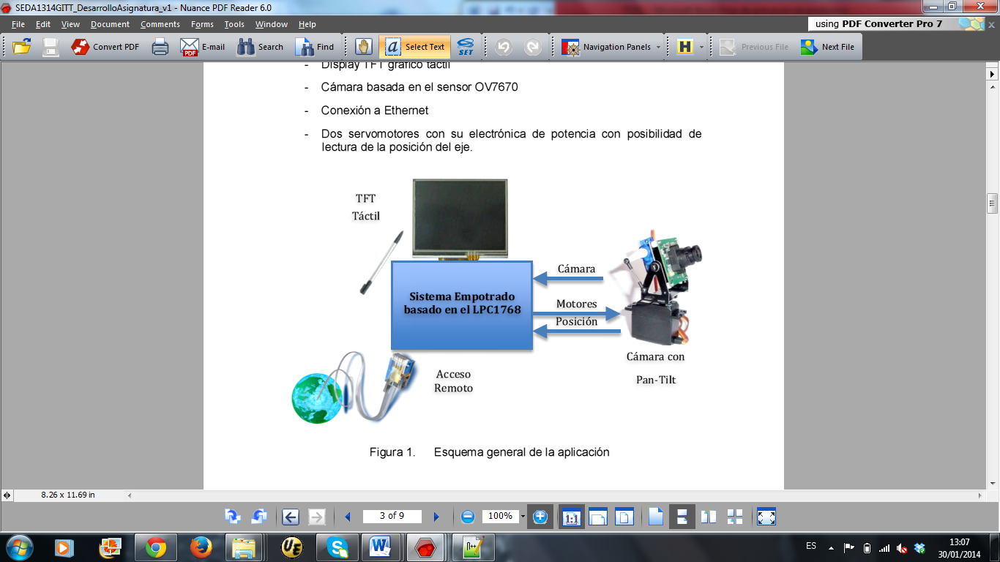 SEDA1314GITT_DesarrolloAsignatura_v1 - Nuance PDF Reader 6.0
File Edit View Document Comments Forms Tools Window Help
using PDF Converter Pro 7 x
Convert PDF PDF E-mail Search Find a Select Text SET Navigation Panels H Previous File Next File
- Display TFT gráfico táctil
- Cámara basada en el sensor OV7670
- Conexión a Ethernet
- Dos servomotores con su electrónica de potencia con posibilidad de
lectura de la posición del eje.
TFT
Táctil
Cámara
Sistema Empotrado
basado en el LPC1768
Motores
Posición
Cámara con
Pan-Tilt
Acceso
Remoto
Figura 1. Esquema general de la aplicación
8.26 x 11.69 in
3 of 9 100% 1:1
UE S W N++ ES 13:07
30/01/2014